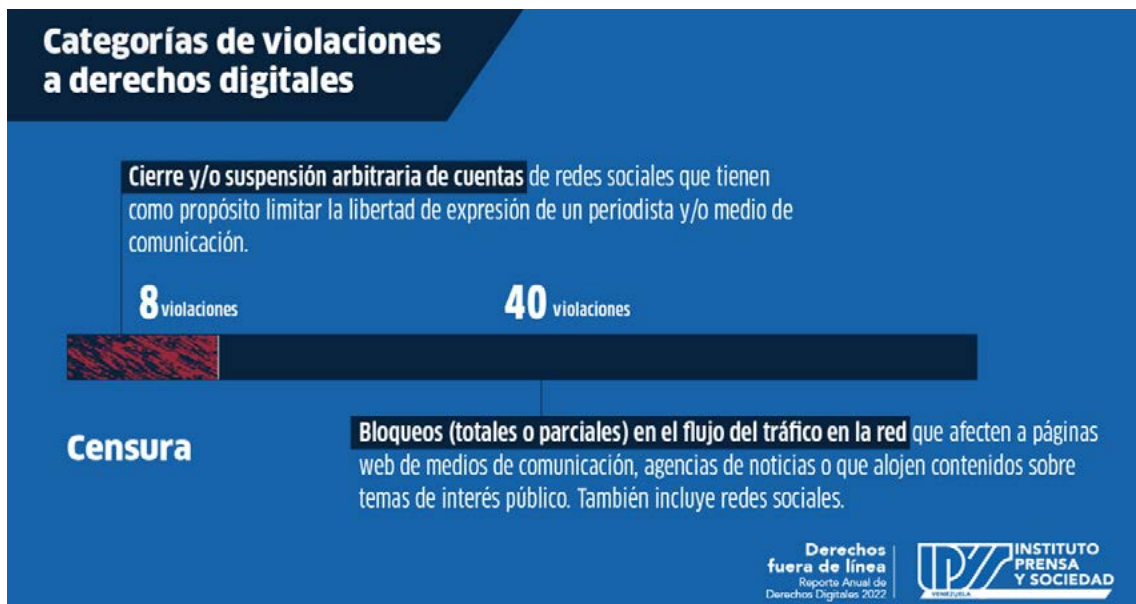 Categorías de violaciones
a derechos digitales
Cierre y/o suspensión arbitraria de cuentas de redes sociales que tienen
como propósito limitar la libertad de expresión de un periodista y/o medio de
comunicación.
8 violaciones
40 violaciones
Censura
Bloqueos (totales o parciales) en el flujo del tráfico en la red que afecten a páginas
web de medios de comunicación, agencias de noticias o que alojen contenidos sobre
temas de interés público. También incluye redes sociales.
Derechos
fuera de línea
Reporte Anual de
Derechos Digitales 2022
IPYS
VENEZUELA
INSTITUTO
PRENSA
Y SOCIEDAD